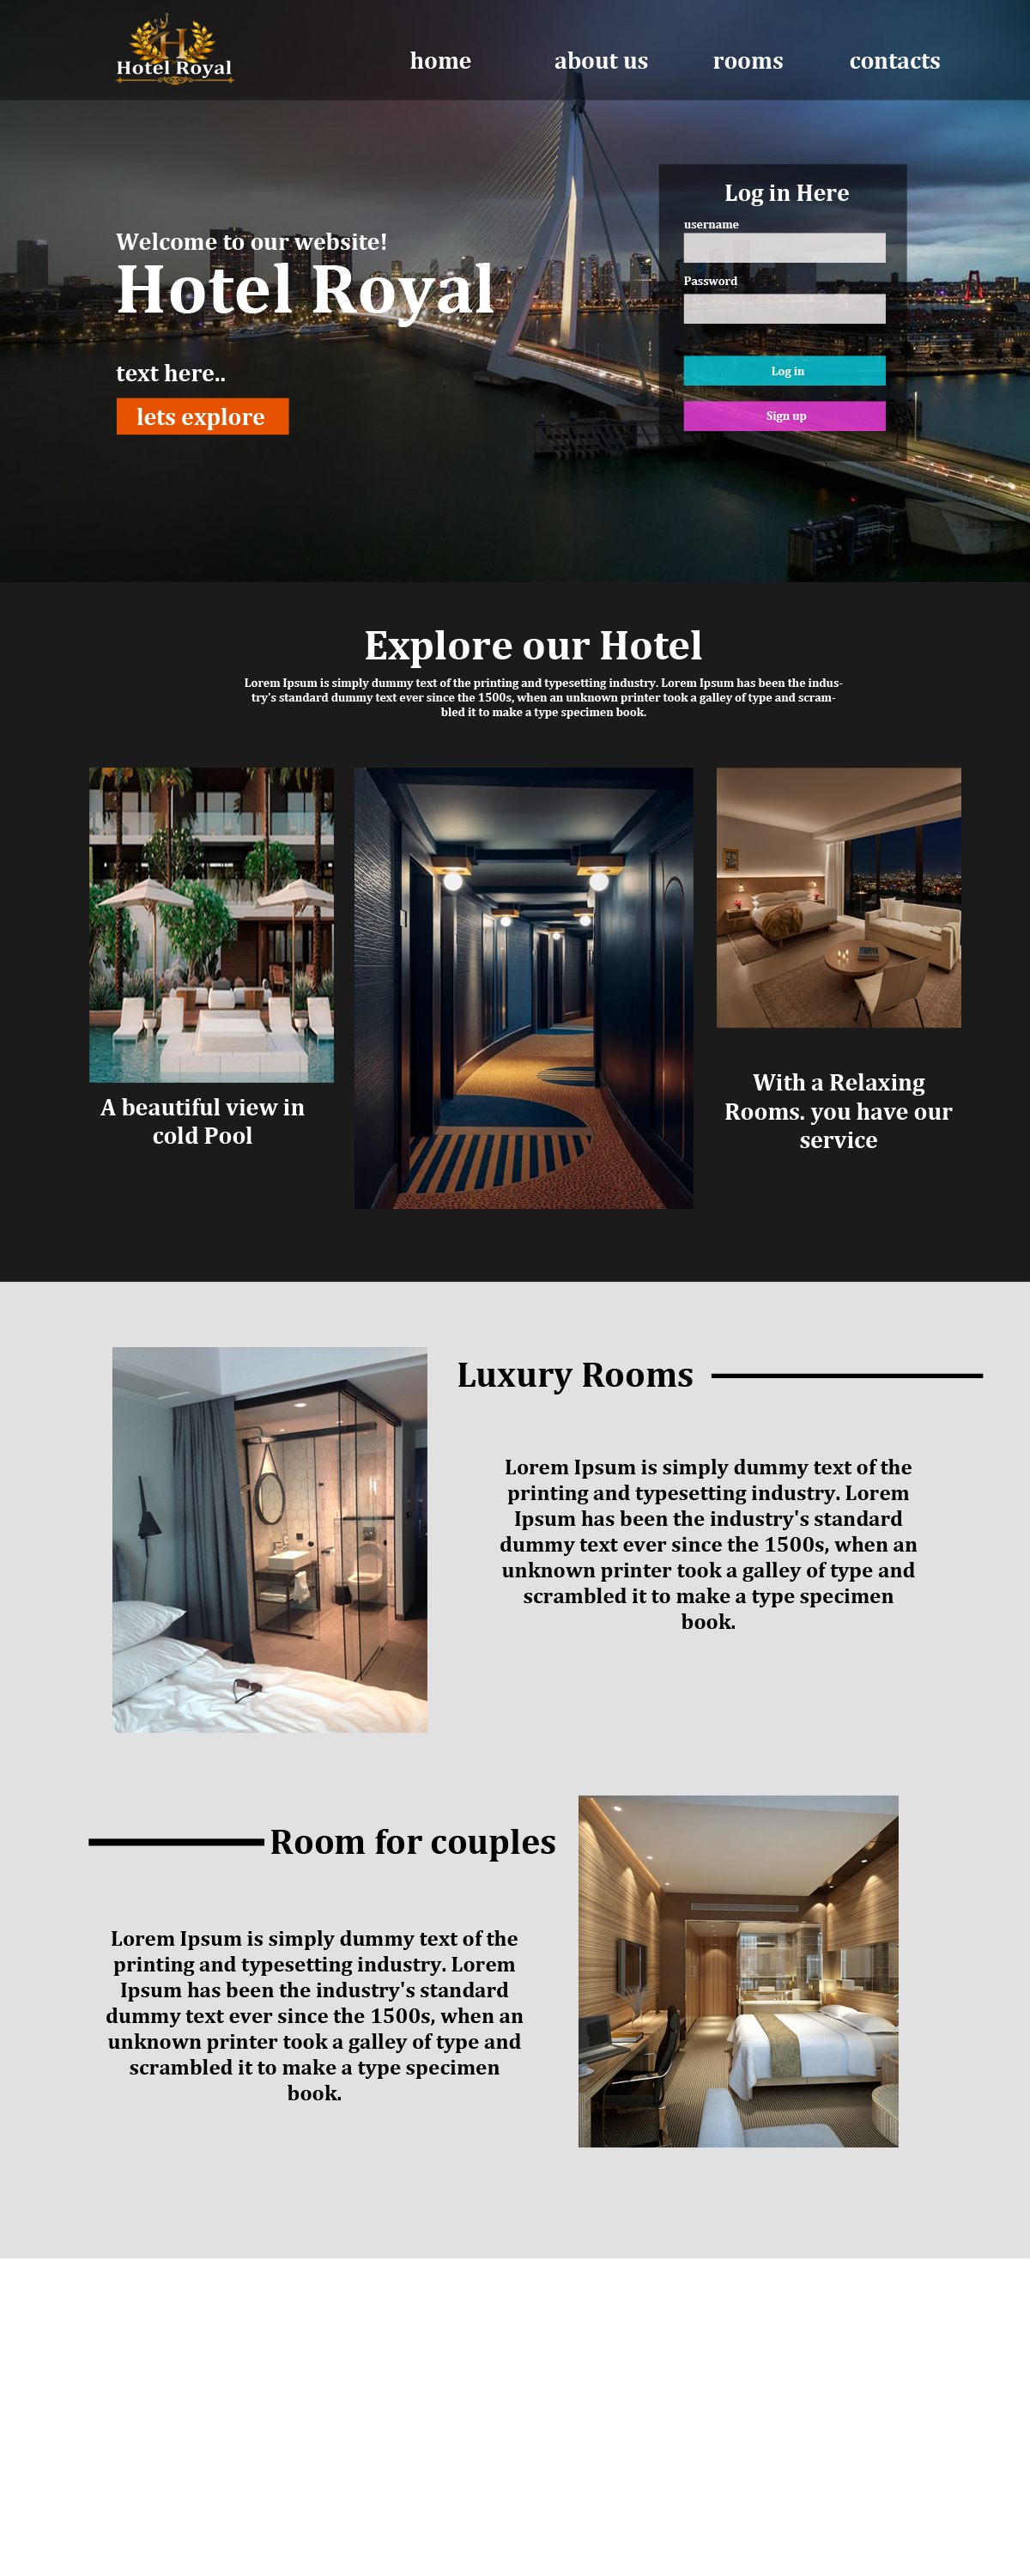 Hotel Royal
home
about us
rooms
contacts
Welcome to our website!
Hotel Royal
text here..
lets explore
Log in Here
username
Password
Log in
Sign up
Explore our Hotel
Lorem Ipsum is simply dummy text of the printing and typesetting industry. Lorem Ipsum has been the indus-
try's standard dummy text ever since the 1500s, when an unknown printer took a galley of type and scram-
bled it to make a type specimen book.
A beautiful view in
cold Pool
With a Relaxing
Rooms. you have our
service
Luxury Rooms
Lorem Ipsum is simply dummy text of the
printing and typesetting industry. Lorem
Ipsum has been the industry's standard
dummy text ever since the 1500s, when an
unknown printer took a galley of type and
scrambled it to make a type specimen
book.
Room for couples
Lorem Ipsum is simply dummy text of the
printing and typesetting industry. Lorem
Ipsum has been the industry's standard
dummy text ever since the 1500s, when an
unknown printer took a galley of type and
scrambled it to make a type specimen
book.